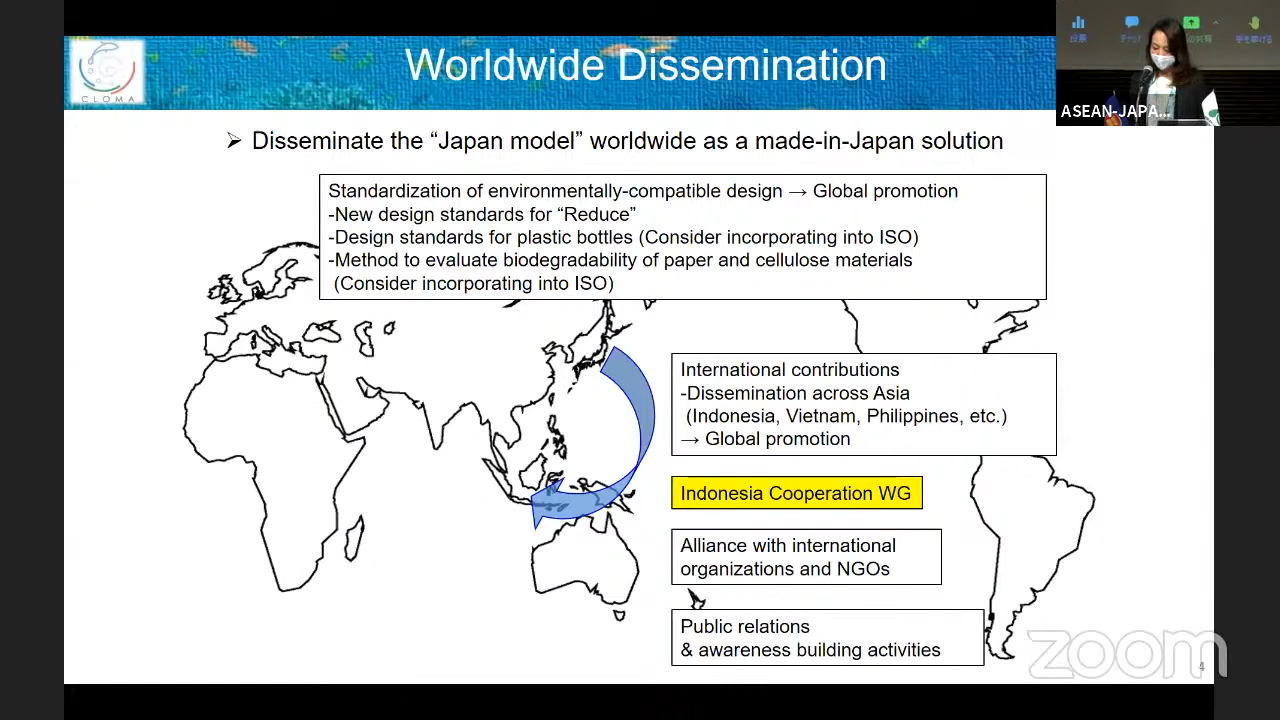 Worldwide Dissemination
CLOMA
投票
ASEAN-JAPA...
➢ Disseminate the “Japan model” worldwide as a made-in-Japan solution
Standardization of environmentally-compatible design → Global promotion
-New design standards for “Reduce”
-Design standards for plastic bottles (Consider incorporating into ISO)
-Method to evaluate biodegradability of paper and cellulose materials
(Consider incorporating into ISO)
International contributions
-Dissemination across Asia
(Indonesia, Vietnam, Philippines, etc.)
→ Global promotion
Indonesia Cooperation WG
Alliance with international
organizations and NGOs
Public relations
& awareness building activities
zoom
4